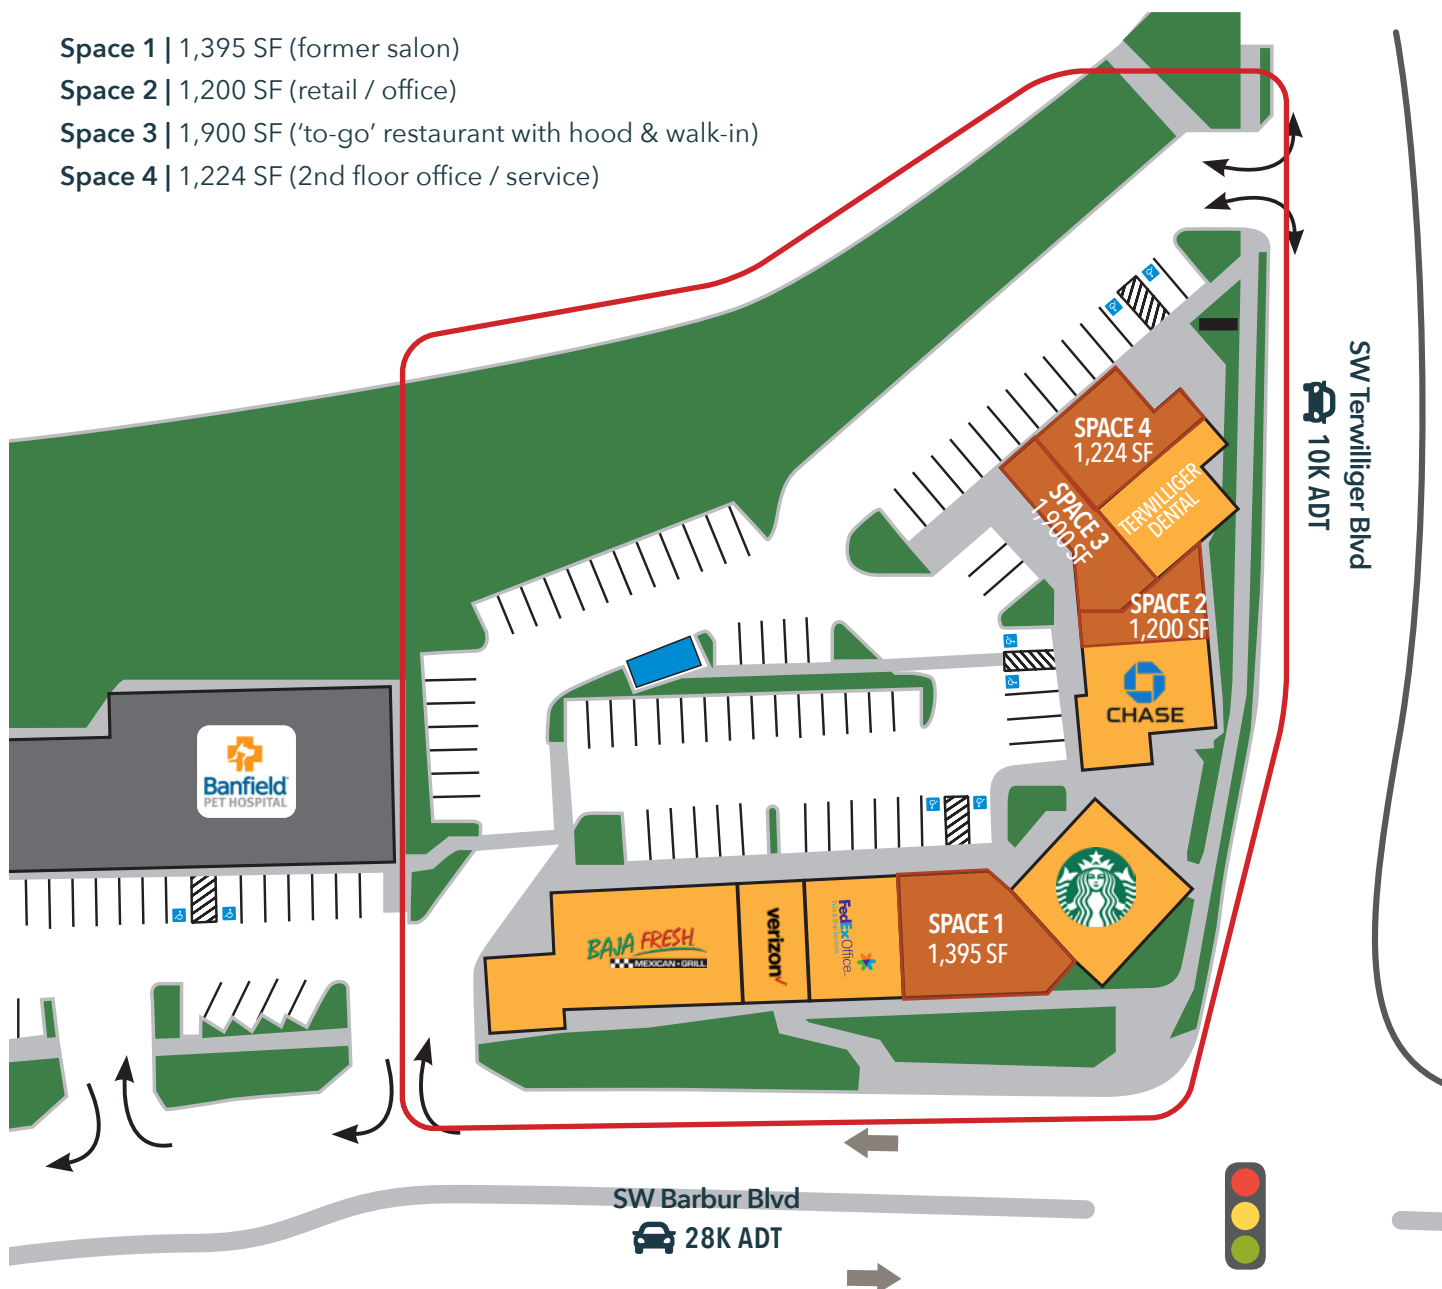 Space 1 | 1,395 SF (former salon)
Space 2 | 1,200 SF (retail / office)
Space 3 | 1,900 SF (‘to-go’ restaurant with hood & walk-in)
Space 4 | 1,224 SF (2nd floor office / service)
SW Terwilliger Blvd
10K ADT
SPACE 4
1,224 SF
TERWILLIGER
DENTAL
SPACE 3
1,900 SF
SPACE 2
1,200 SF
CHASE
Banfield
PET HOSPITAL
BAJA FRESH
MEXICAN • GRILL
verizon
FedEx Office
SPACE 1
1,395 SF
SW Barbur Blvd
28K ADT